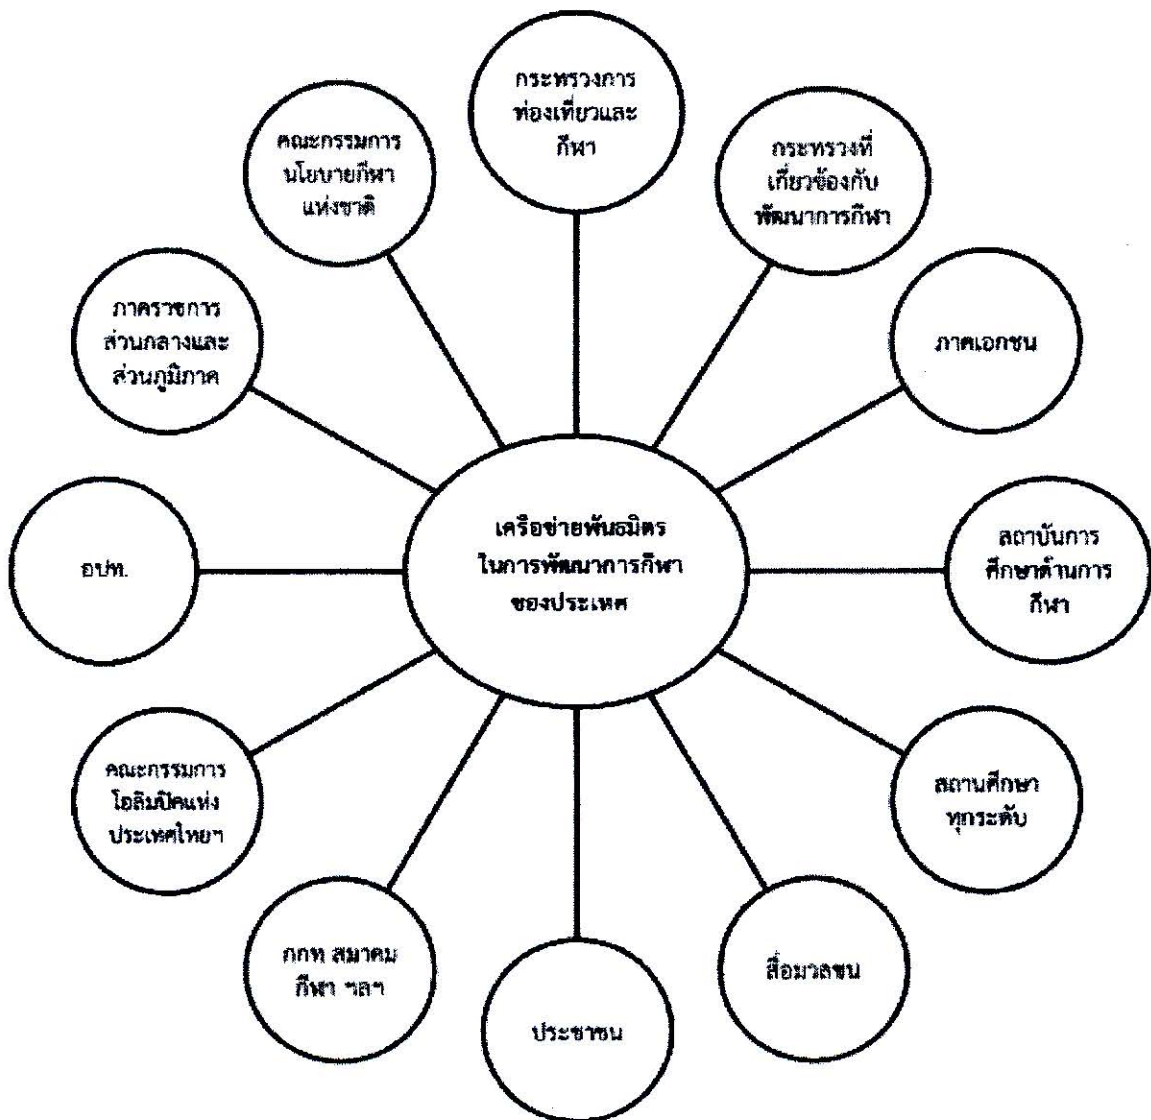 กระทรวงการ
ท่องเที่ยวและ
กีฬา
กระทรวงที่
เกี่ยวข้องกับ
พัฒนาการกีฬา
ภาคเอกชน
สถาบันการ
ศึกษาด้านการ
กีฬา
สถานศึกษา
ทุกระดับ
สื่อมวลชน
ประชาชน
กกท สมาคม
กีฬา ฯลฯ
คณะกรรมการ
โอลิมปิคแห่ง
ประเทศไทยฯ
อปท.
ภาคราชการ
ส่วนกลางและ
ส่วนภูมิภาค
คณะกรรมการ
นโยบายกีฬา
แห่งชาติ
เครือข่ายพันธมิตร
ในการพัฒนาการกีฬา
ของประเทศ